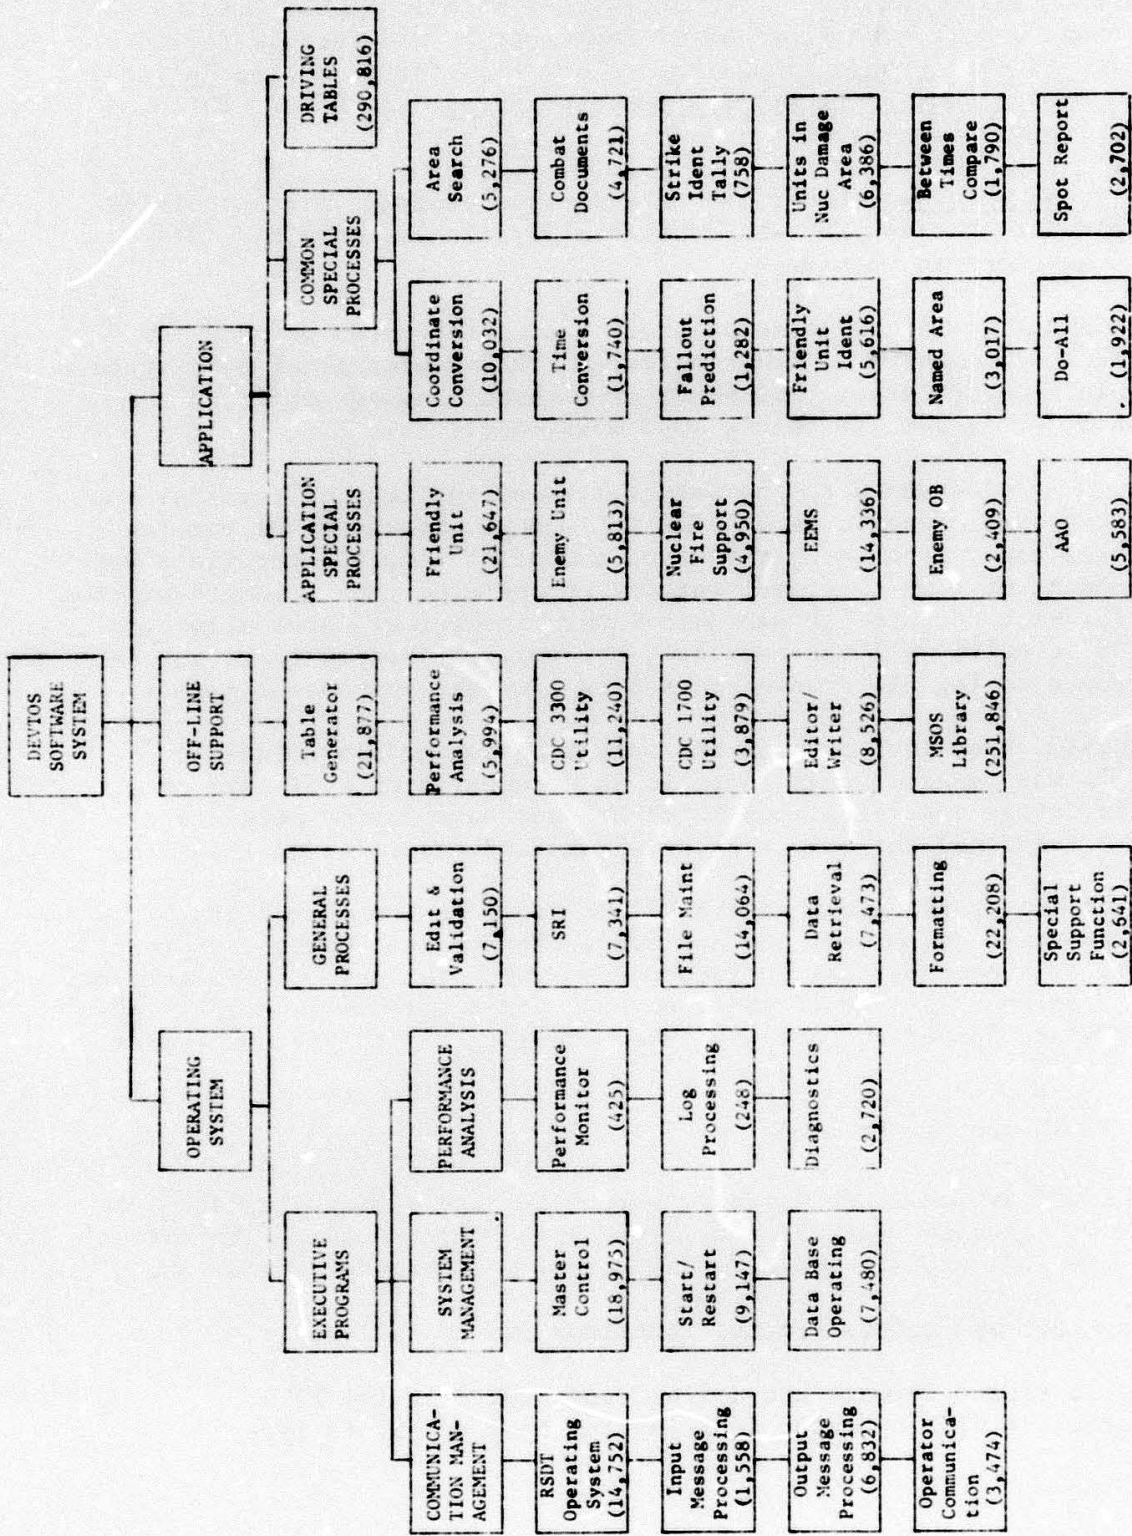 DEVTOS
SOFTWARE
SYSTEM
OPERATING
SYSTEM
OFF-LINE
SUPPORT
APPLICATION
EXECUTIVE
PROGRAMS
GENERAL
PROCESSES
Table
Generator
(21,877)
APPLICATION
SPECIAL
PROCESSES
COMMON
SPECIAL
PROCESSES
DRIVING
TABLES
(290,816)
COMMUNICA-
TION MAN-
AGEMENT
SYSTEM
MANAGEMENT
PERFORMANCE
ANALYSIS
Edit &
Validation
(7,150)
Performance
Analysis
(5,994)
Friendly
Unit
(21,647)
Coordinate
Conversion
(10,032)
Area
Search
(5,276)
RSDT
Operating
System
(14,752)
Master
Control
(18,975)
Performance
Monitor
(425)
SRI
(7,341)
CDC 3300
Utility
(11,240)
Enemy Unit
(5,813)
Time
Conversion
(1,740)
Combat
Documents
(4,721)
Input
Message
Processing
(1,558)
Start/
Restart
(9,147)
Log
Processing
(248)
File Maint
(14,064)
CDC 1700
Utility
(3,879)
Nuclear
Fire
Support
(4,950)
Fallout
Prediction
(1,282)
Strike
Ident
Tally
(758)
Output
Message
Processing
(6,832)
Data Base
Operating
(7,480)
Diagnostics
(2,720)
Data
Retrieval
(7,473)
Editor/
Writer
(8,526)
EEMS
(14,336)
Friendly
Unit
Ident
(5,616)
Units in
Nuc Damage
Area
(6,386)
Operator
Communica-
tion
(3,474)
Formatting
(22,208)
MSOS
Library
(251,846)
Enemy OB
(2,409)
Named Area
(3,017)
Between
Times
Compare
(1,790)
Special
Support
Function
(2,641)
AAO
(5,583)
Do-All
(1,922)
Spot Report
(2,702)